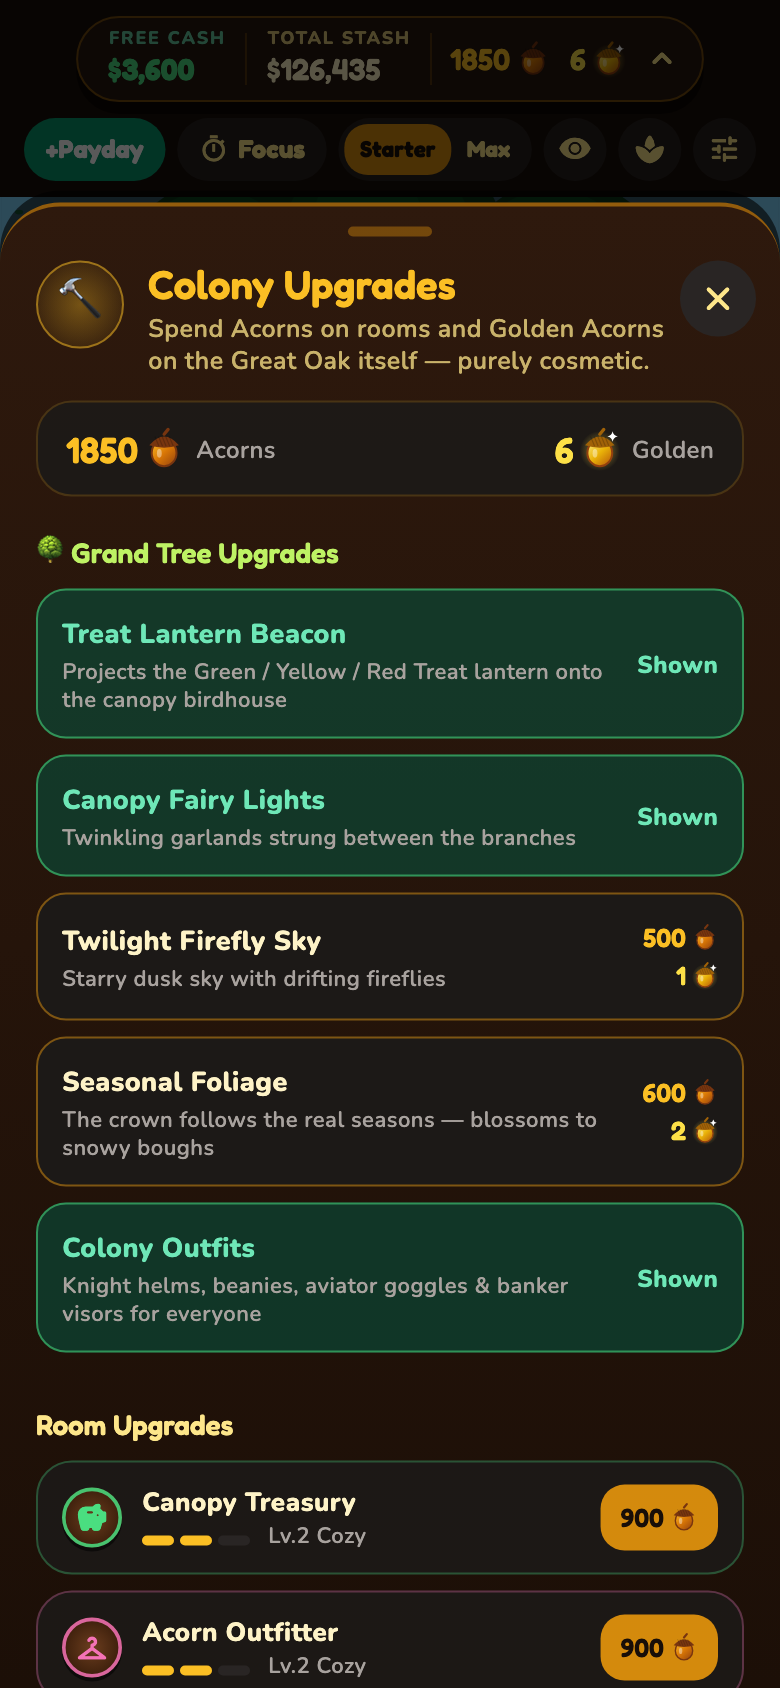 FREE CASH
$3,600
TOTAL STASH
$126,435
1850
6
+Payday
Focus
Starter
Max
Colony Upgrades
Spend Acorns on rooms and Golden Acorns
on the Great Oak itself — purely cosmetic.
1850 Acorns
6 Golden
Grand Tree Upgrades
Treat Lantern Beacon
Projects the Green / Yellow / Red Treat lantern onto
the canopy birdhouse
Shown
Canopy Fairy Lights
Twinkling garlands strung between the branches
Shown
Twilight Firefly Sky
Starry dusk sky with drifting fireflies
500
1
Seasonal Foliage
The crown follows the real seasons — blossoms to
snowy boughs
600
2
Colony Outfits
Knight helms, beanies, aviator goggles & banker
visors for everyone
Shown
Room Upgrades
Canopy Treasury
Lv.2 Cozy
900
Acorn Outfitter
Lv.2 Cozy
900